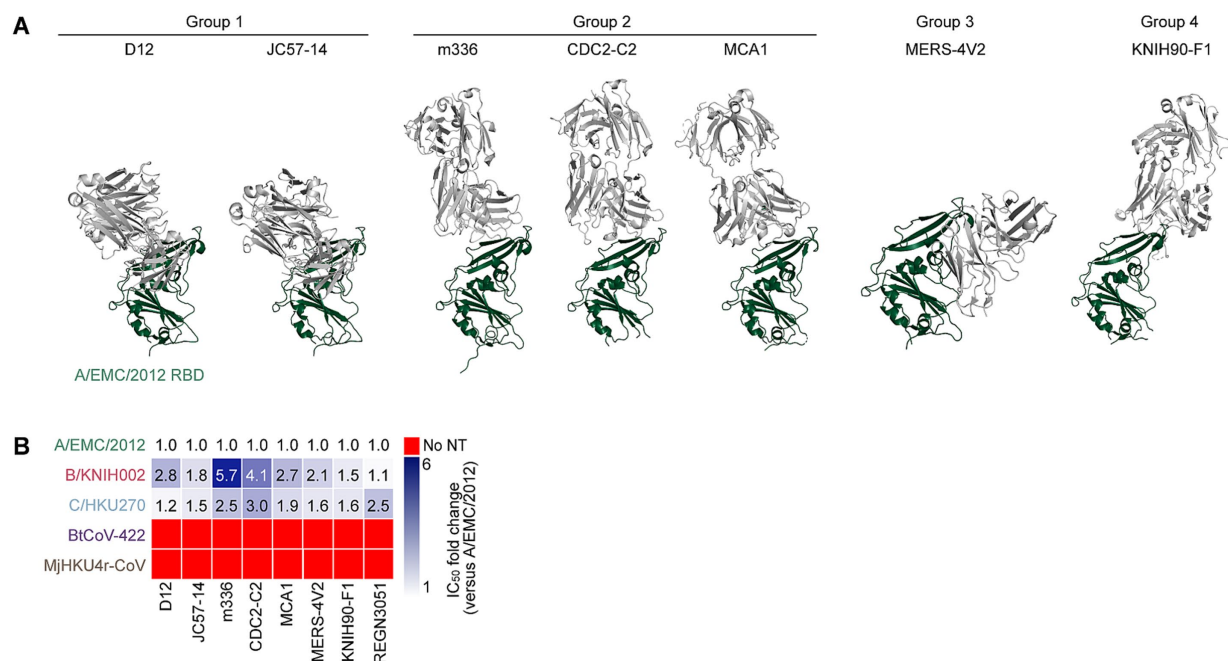 A
Group 1
Group 2
Group 3
Group 4
D12
JC57-14
m336
CDC2-C2
MCA1
MERS-4V2
KNIH90-F1
A/EMC/2012 RBD
B
A/EMC/2012 1.0 1.0 1.0 1.0 1.0 1.0 1.0 1.0
B/KNIH002 2.8 1.8 5.7 4.1 2.7 2.1 1.5 1.1
C/HKU270 1.2 1.5 2.5 3.0 1.9 1.6 1.6 2.5
BtCoV-422
MjHKU4r-CoV
D12
JC57-14
m336
CDC2-C2
MCA1
MERS-4V2
KNIH90-F1
REGN3051
No NT
6
1
IC50 fold change
(versus A/EMC/2012)